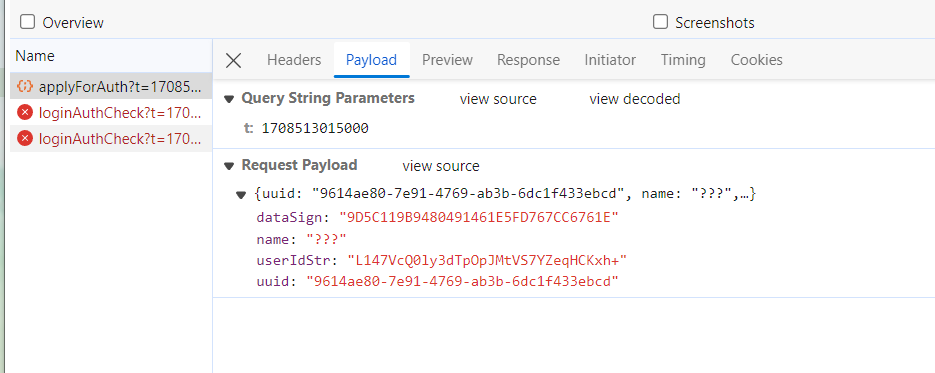 Overview
Screenshots
Name
Headers Payload Preview Response Initiator Timing Cookies
applyForAuth?t=17085...
loginAuthCheck?t=170...
loginAuthCheck?t=170...
Query String Parameters view source view decoded
t: 1708513015000
Request Payload view source
{uuid: "9614ae80-7e91-4769-ab3b-6dc1f433ebcd", name: "???",…}
dataSign: "9D5C119B9480491461E5FD767CC6761E"
name: "???"
userIdStr: "L147VcQ0ly3dTpOpJMtVS7YZeqHCKxh+"
uuid: "9614ae80-7e91-4769-ab3b-6dc1f433ebcd"